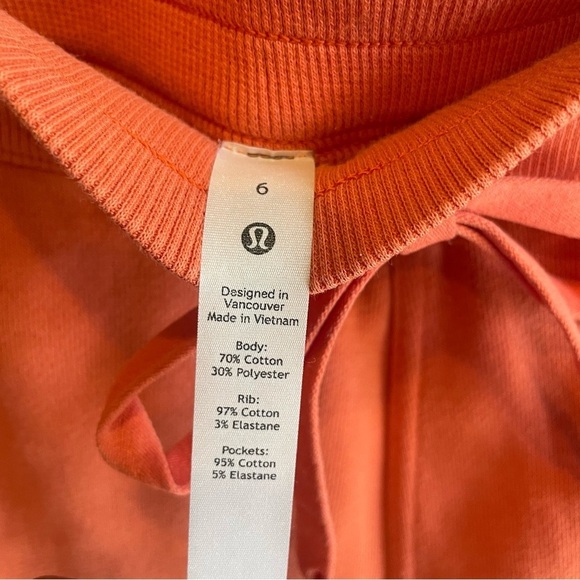 6
Designed in
Vancouver
Made in Vietnam
Body:
70% Cotton
30% Polyester
Rib:
97% Cotton
3% Elastane
Pockets:
95% Cotton
5% Elastane